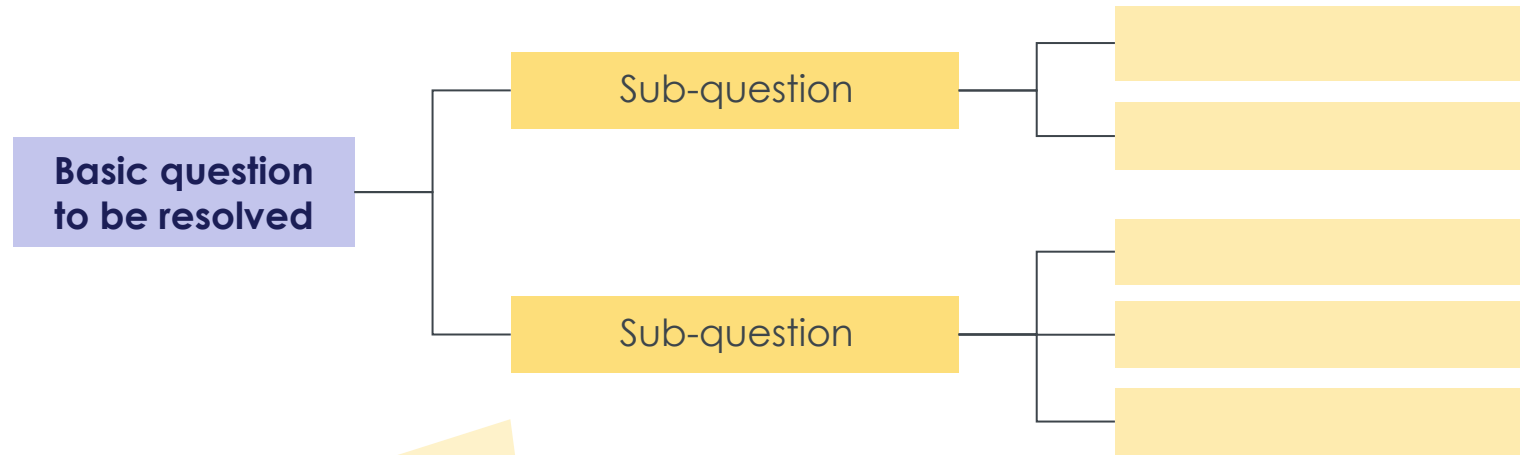 Sub-question
Basic question
to be resolved
Sub-question